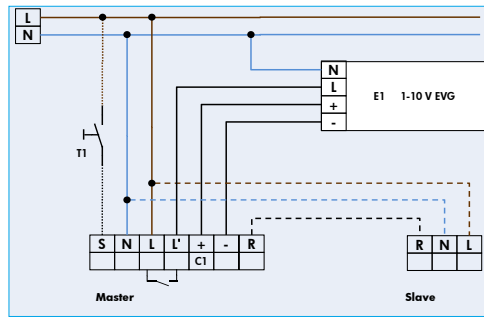 L
N
N
L
+
-
E1 1-10 V EVG
T1
S N L L' + - R
C1
R N L
Master
Slave